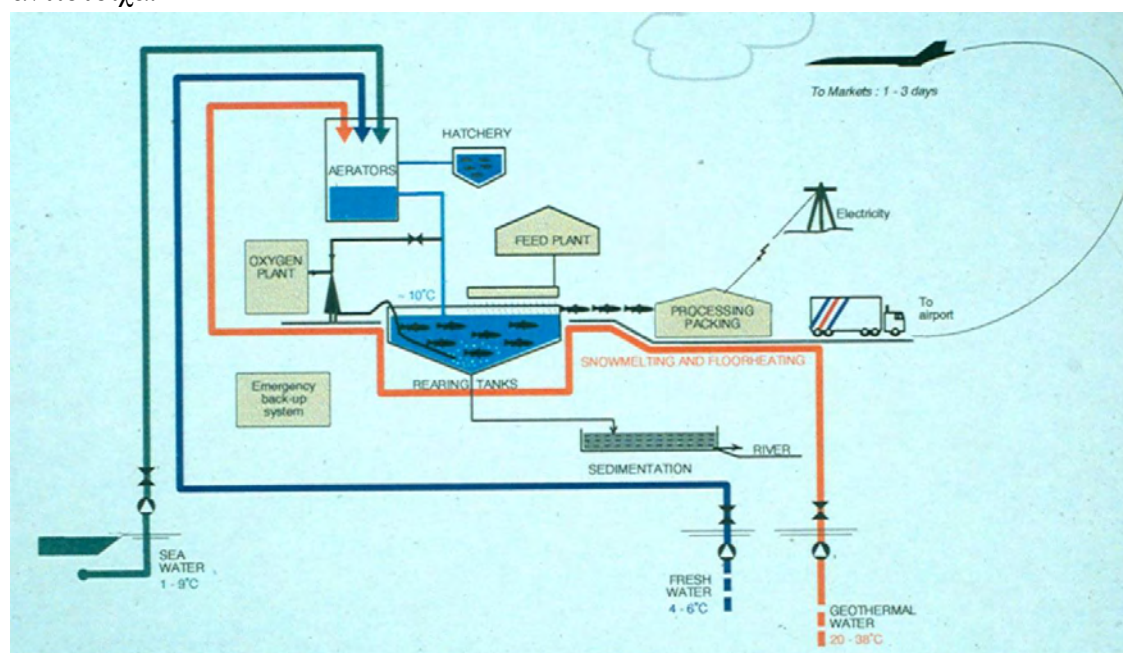 To Markets : 1 - 3 days
HATCHERY
AERATORS
Electricity
FEED PLANT
OXYGEN
PLANT
~ 10°C
PROCESSING
PACKING
To
airport
SNOWMELTING AND FLOORHEATING
REARING TANKS
Emergency
back-up
system
RIVER
SEDIMENTATION
SEA
WATER
1 - 9°C
FRESH
WATER
4 - 6°C
GEOTHERMAL
WATER
20 - 38°C